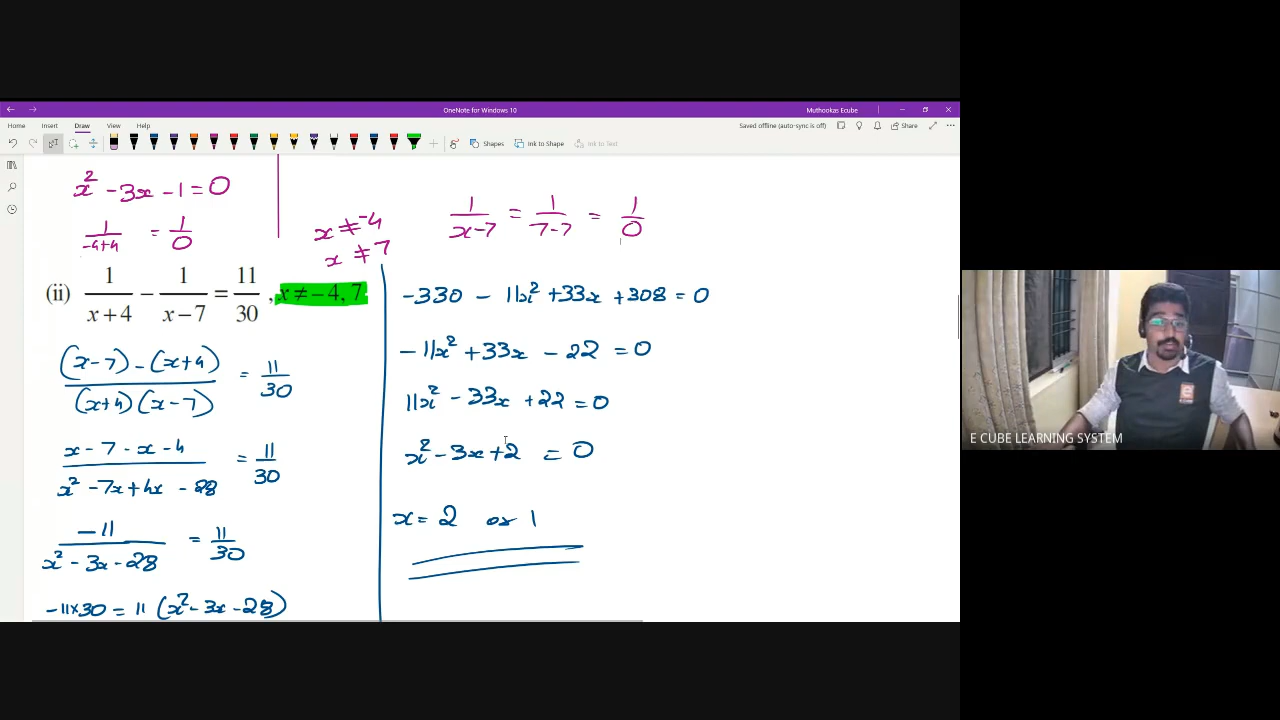 OneNote for Windows 10
Muthookas Ecube
Home Insert Draw View Help
Saved offline (auto-sync is off) Share
Shapes Ink to Shape Ink to Text
x² -3x -1 = 0
1/(-4+4) = 1/0
x ≠ -4
x ≠ 7
1/(x-7) = 1/(7-7) = 1/0
(ii) 1/(x+4) − 1/(x−7) = 11/30 , x ≠ − 4, 7
((x-7) - (x+4))/((x+4)(x-7)) = 11/30
(x - 7 - x - 4)/(x² -7x+4x - 28) = 11/30
-11/(x² - 3x - 28) = 11/30
-11×30 = 11 (x² - 3x - 28)
-330 - 11x² +33x +308 = 0
- 11x² +33x - 22 = 0
11x² - 33x +22 = 0
x² - 3x+2 = 0
x = 2 or 1
E CUBE LEARNING SYSTEM